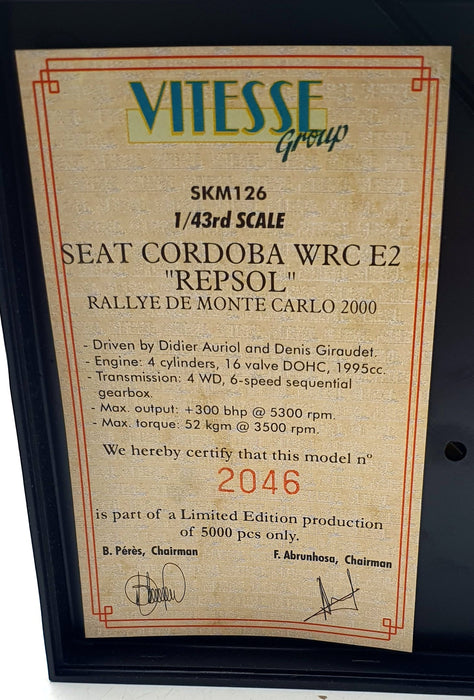 VITESSE
Group
SKM126
1/43rd SCALE
SEAT CORDOBA WRC E2
"REPSOL"
RALLYE DE MONTE CARLO 2000
- Driven by Didier Auriol and Denis Giraudet.
- Engine: 4 cylinders, 16 valve DOHC, 1995cc.
- Transmission: 4 WD, 6-speed sequential
gearbox.
- Max. output: +300 bhp @ 5300 rpm.
- Max. torque: 52 kgm @ 3500 rpm.
We hereby certify that this model nº
2046
is part of a Limited Edition production
of 5000 pcs only.
B. Pérès, Chairman F. Abrunhosa, Chairman